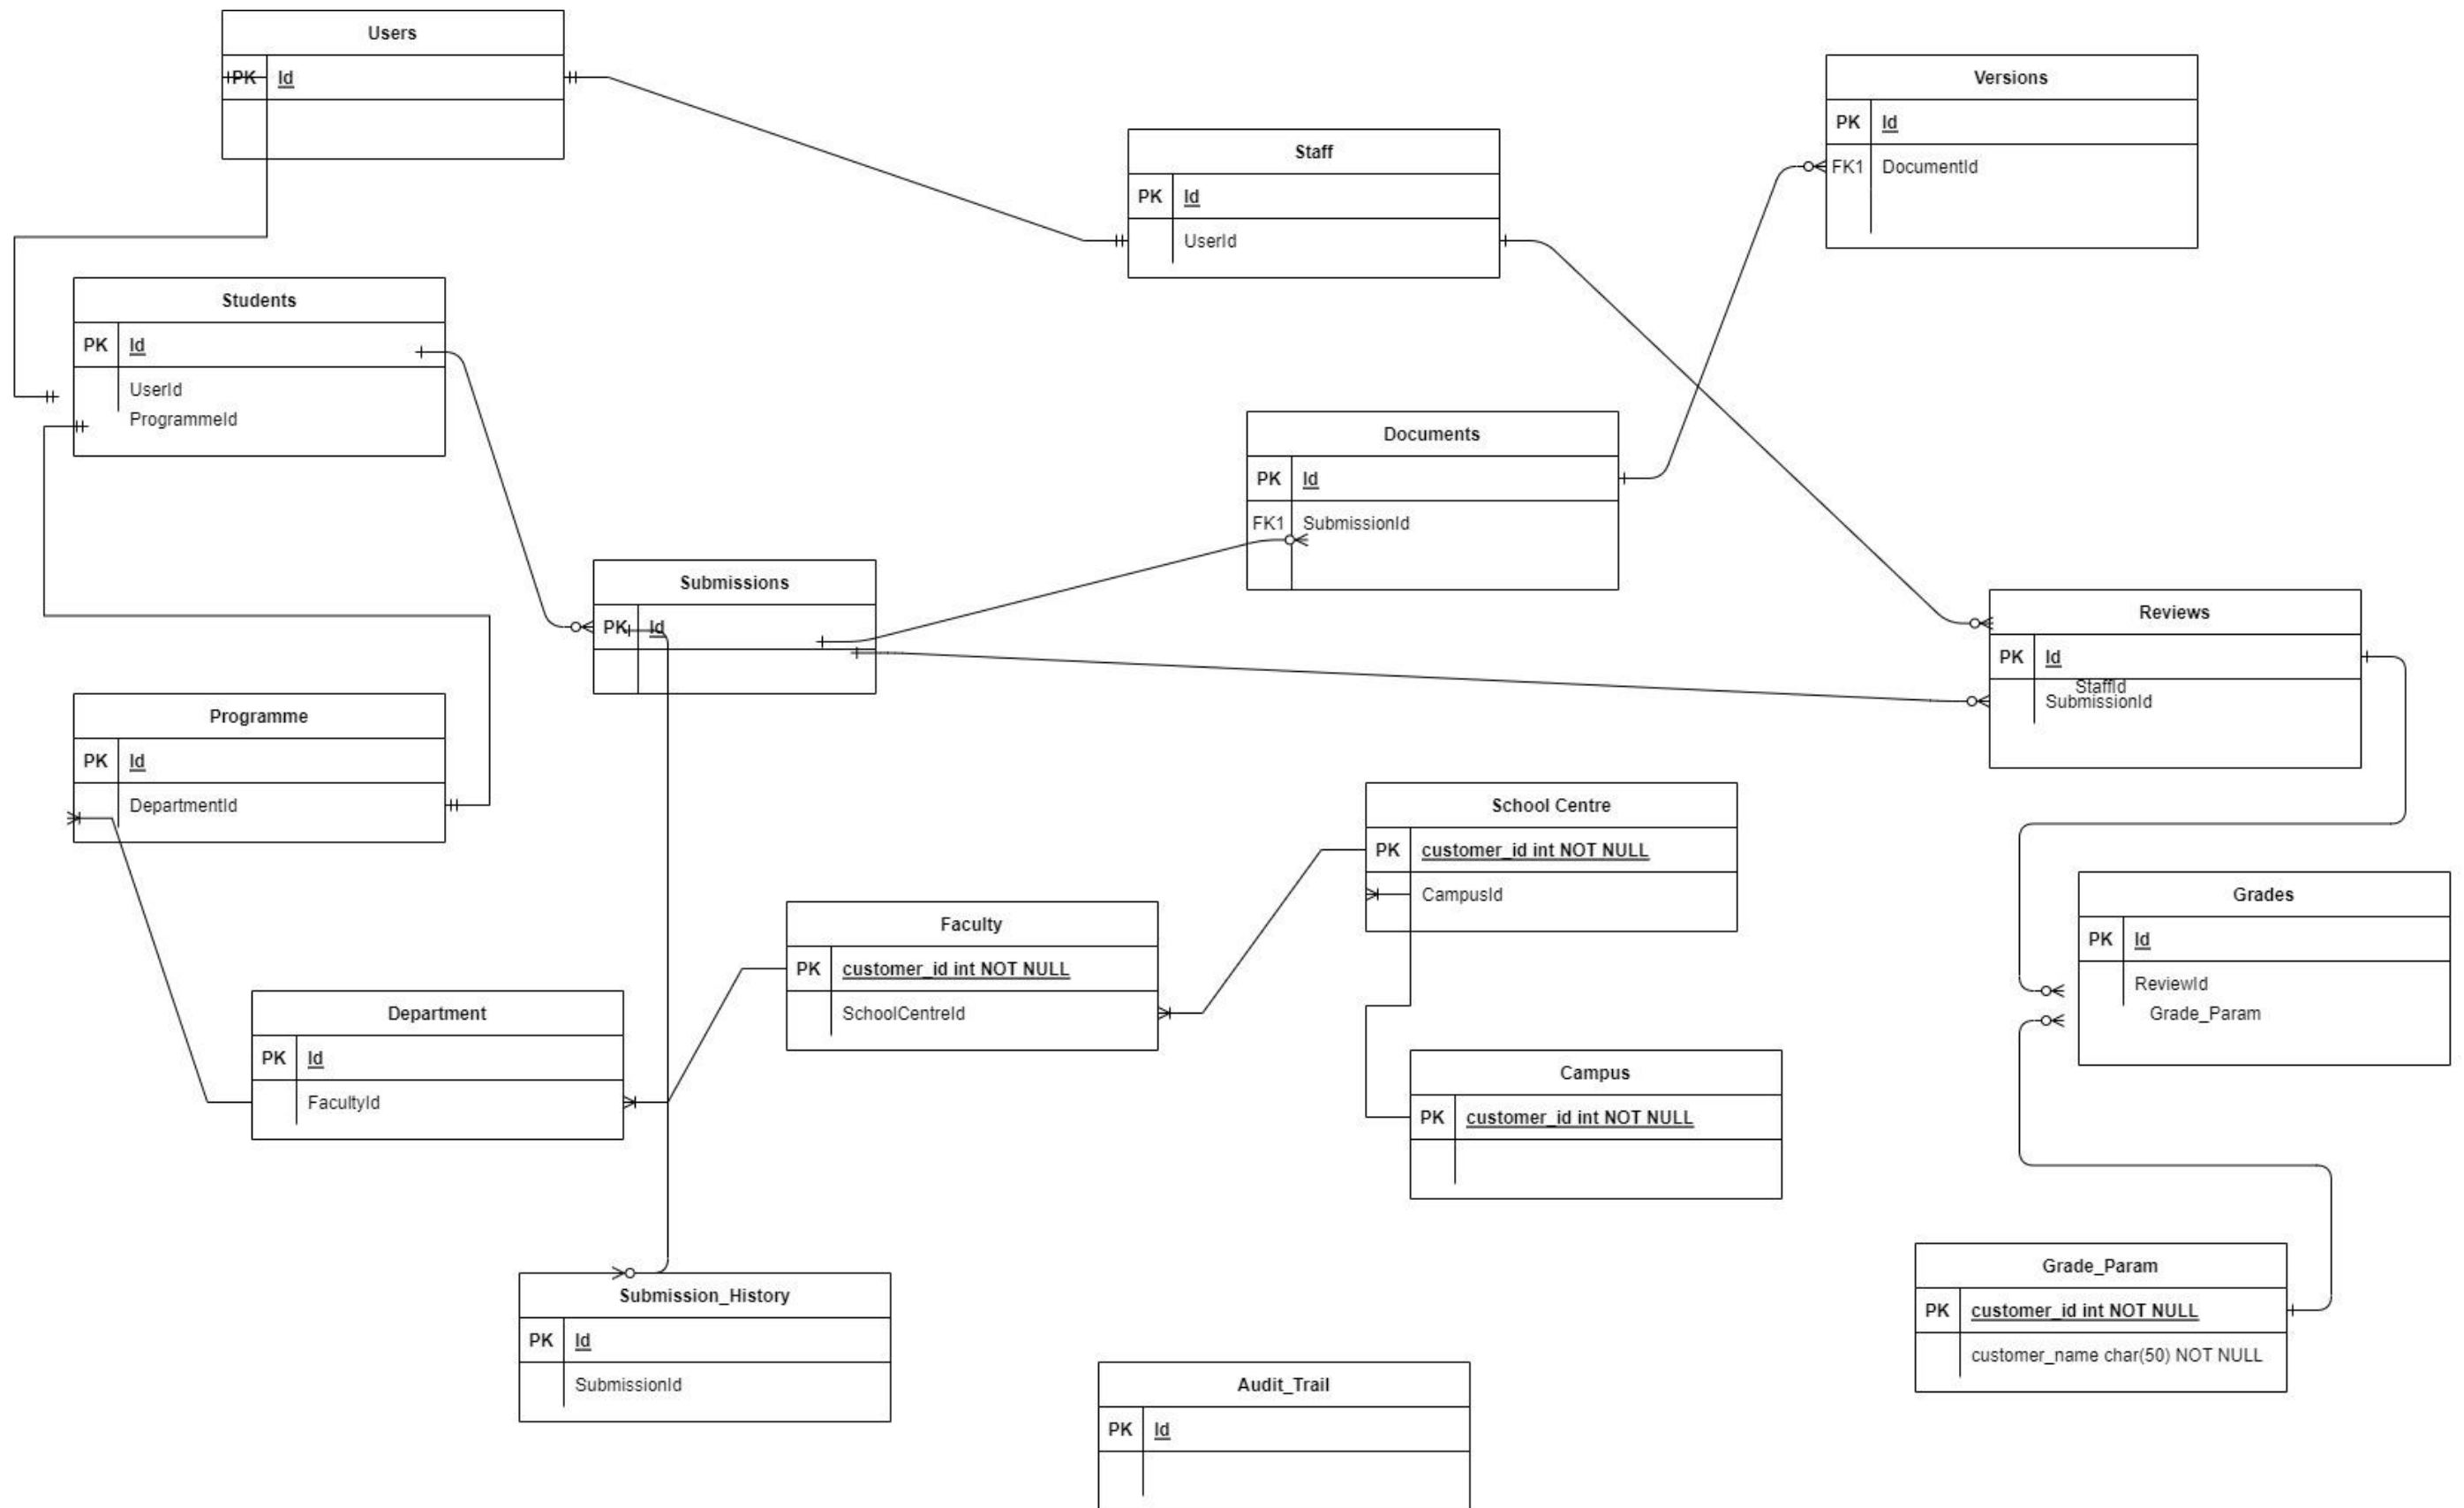 Users
PK Id
Versions
PK Id
FK1 DocumentId
Staff
PK Id
UserId
Students
PK Id
UserId
ProgrammeId
Documents
PK Id
FK1 SubmissionId
Submissions
PK Id
Reviews
PK Id
StaffId
SubmissionId
Programme
PK Id
DepartmentId
School Centre
PK customer_id int NOT NULL
CampusId
Grades
PK Id
ReviewId
Grade_Param
Faculty
PK customer_id int NOT NULL
SchoolCentreId
Department
PK Id
FacultyId
Campus
PK customer_id int NOT NULL
Grade_Param
PK customer_id int NOT NULL
customer_name char(50) NOT NULL
Submission_History
PK Id
SubmissionId
Audit_Trail
PK Id